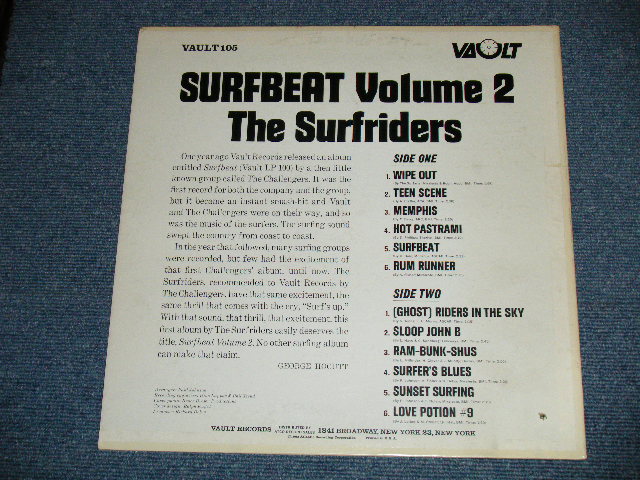 VAULT 105
VAULT
SURFBEAT Volume 2
The Surfriders
One year ago Vault Records released an album
entitled Surfbeat (Vault LP 100) by a then little
known group called The Challengers. It was the
first record for both the company and the group,
but it became an instant smash-hit and Vault
and The Challengers were on their way, and so
was the music of the surfers. The surfing sound
swept the country from coast to coast.
In the year that followed, many surfing groups
were recorded, but few had the excitement of
that first Challengers' album, until now. The
Surfriders, recommended to Vault Records by
The Challengers, have that same excitement, the
same thrill that comes with the cry, "Surf's up."
With that sound, that thrill, that excitement, this
first album by The Surfriders easily deserves the
title, Surfbeat Volume 2. No other surfing album
can make that claim.
GEORGE HOCUTT
SIDE ONE
1. WIPE OUT
2. TEEN SCENE
3. MEMPHIS
4. HOT PASTRAMI
5. SURFBEAT
6. RUM RUNNER
SIDE TWO
1. (GHOST) RIDERS IN THE SKY
2. SLOOP JOHN B
3. RAM-BUNK-SHUS
4. SURFER'S BLUES
5. SUNSET SURFING
6. LOVE POTION #9
VAULT RECORDS DISTRIBUTED BY 1841 BROADWAY, NEW YORK 23, NEW YORK